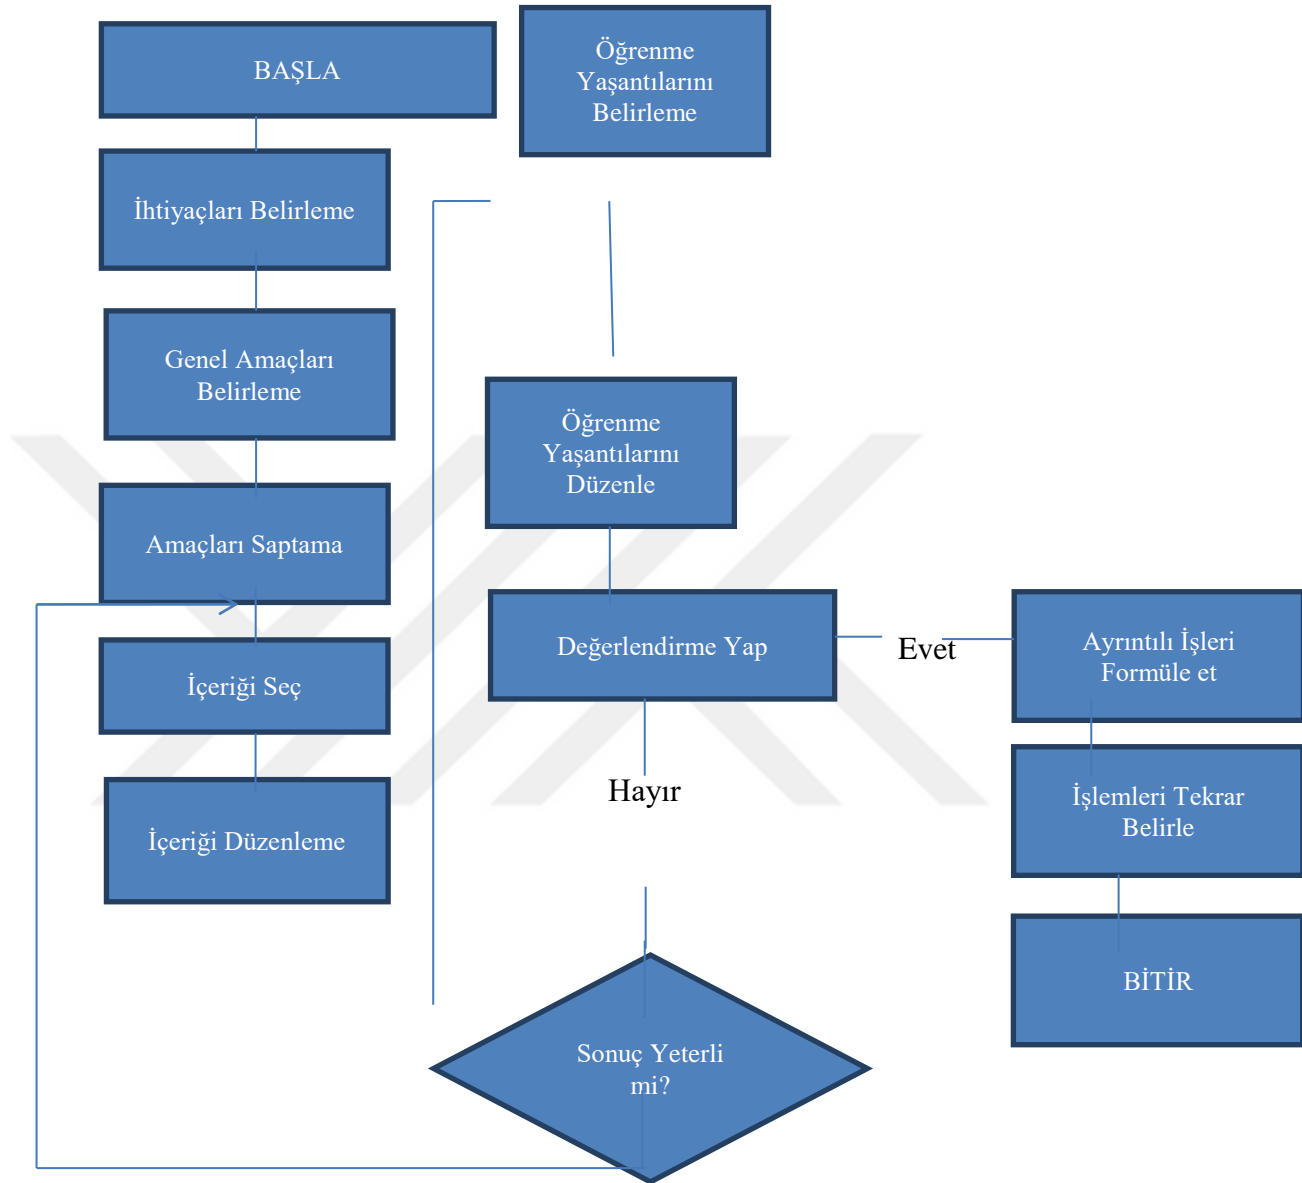 BAŞLA
İhtiyaçları Belirleme
Genel Amaçları
Belirleme
Amaçları Saptama
İçeriği Seç
İçeriği Düzenleme
Öğrenme
Yaşantılarını
Belirleme
Öğrenme
Yaşantılarını
Düzenle
Değerlendirme Yap
Evet
Hayır
Sonuç Yeterli
mi?
Ayrıntılı İşleri
Formüle et
İşlemleri Tekrar
Belirle
BİTİR